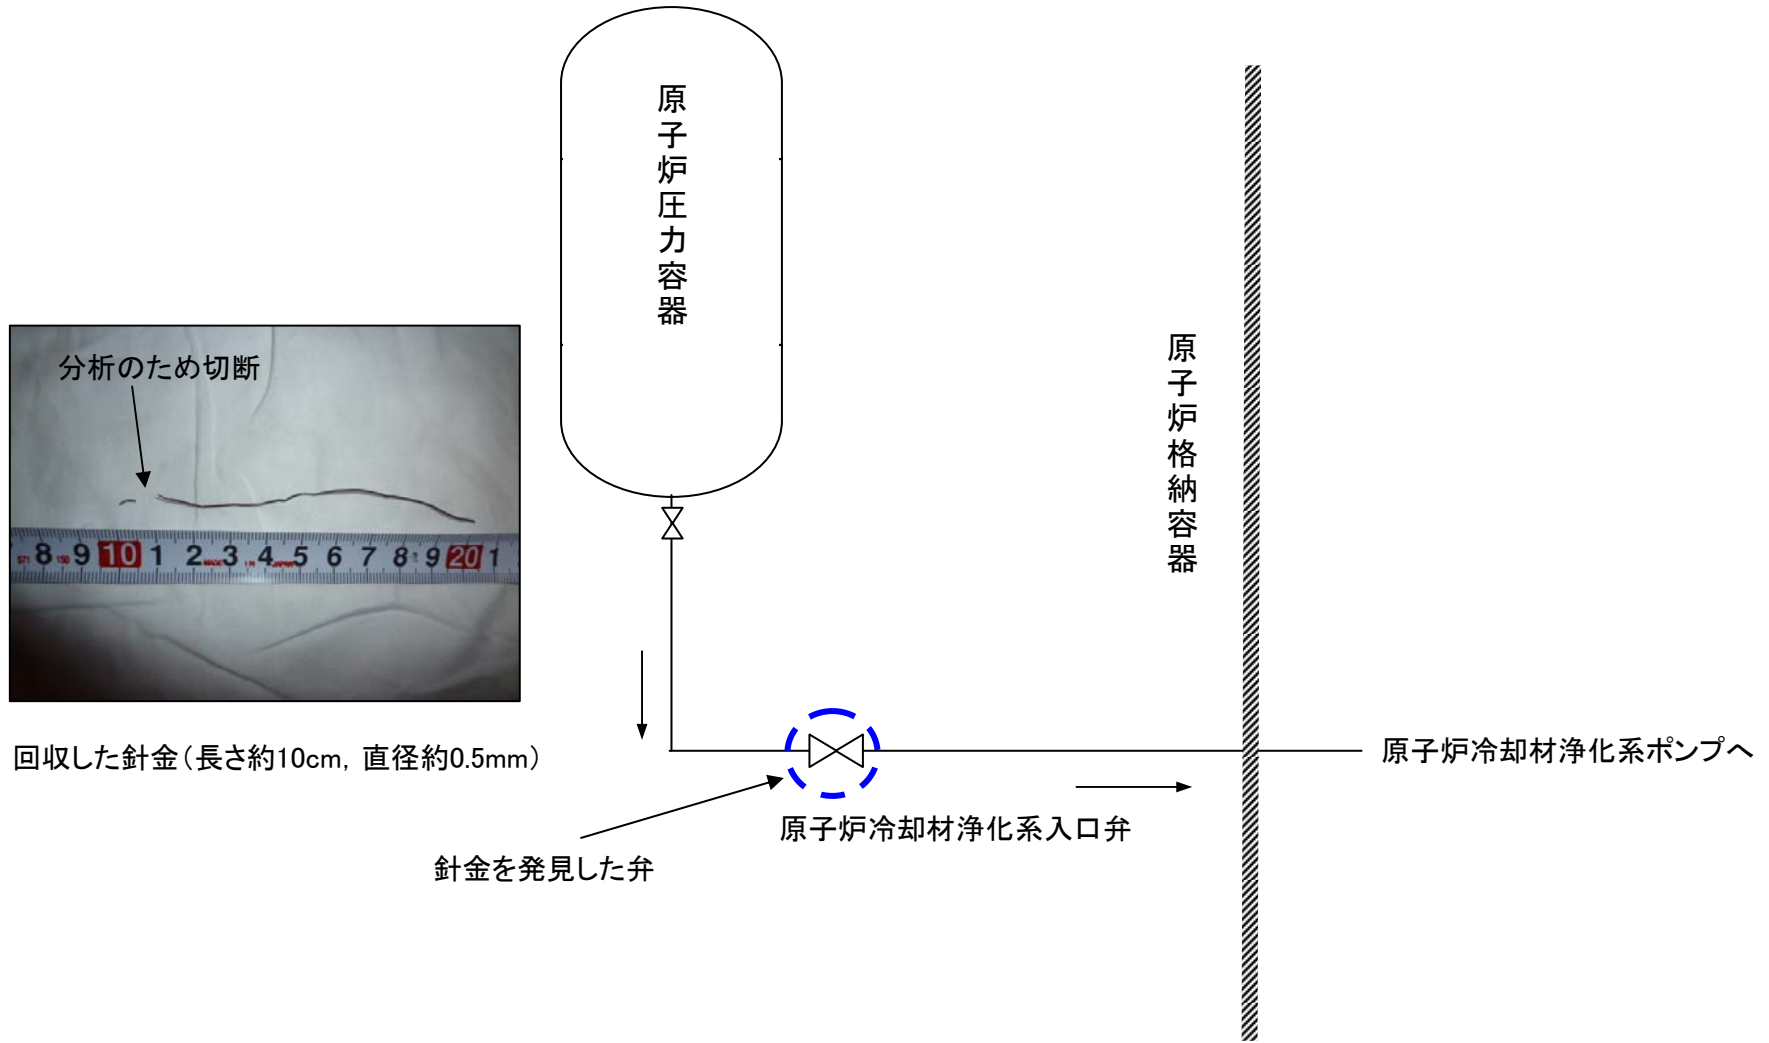 原子炉圧力容器
原子炉格納容器
分析のため切断
8 9 10 1 2 3 4 5 6 7 8 9 20 1
回収した針金（長さ約10cm，直径約0.5mm）
原子炉冷却材浄化系ポンプへ
原子炉冷却材浄化系入口弁
針金を発見した弁